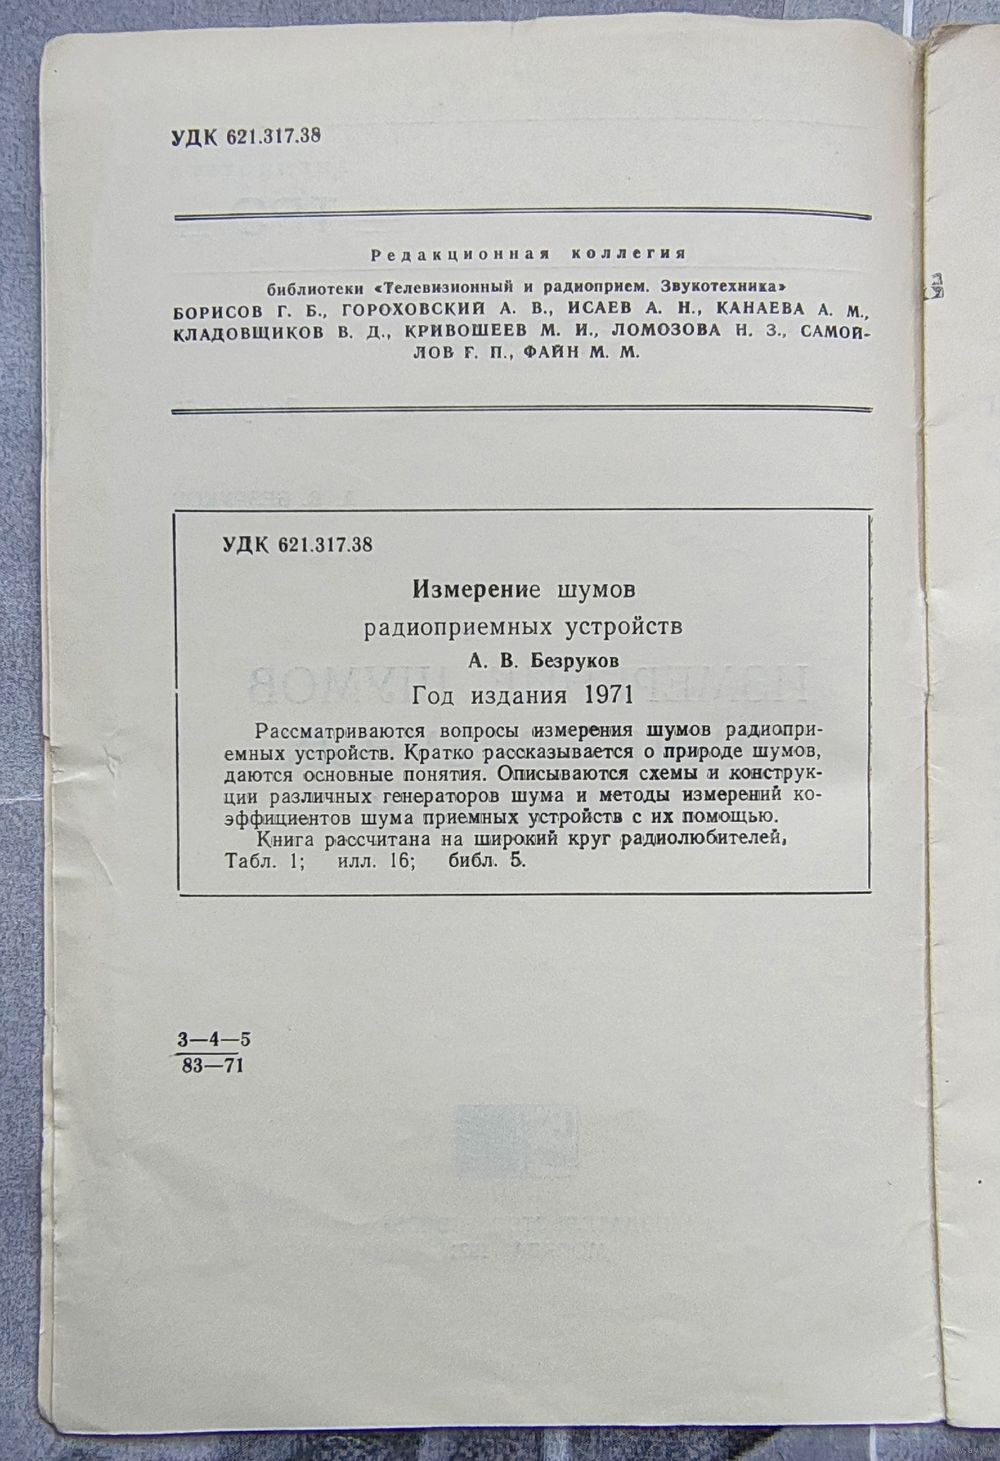 УДК 621.317.38
Редакционная коллегия
библиотеки «Телевизионный и радиоприем. Звукотехника»
БОРИСОВ Г. Б., ГОРОХОВСКИЙ А. В., ИСАЕВ А. Н., КАНАЕВА А. М.,
КЛАДОВЩИКОВ В. Д., КРИВОШЕЕВ М. И., ЛОМОЗОВА Н. З., САМОЙ-
ЛОВ Г. П., ФАЙН М. М.
УДК 621.317.38
Измерение шумов
радиоприемных устройств
А. В. Безруков
Год издания 1971
Рассматриваются вопросы измерения шумов радиопри-
емных устройств. Кратко рассказывается о природе шумов,
даются основные понятия. Описываются схемы и конструк-
ции различных генераторов шума и методы измерений ко-
эффициентов шума приемных устройств с их помощью.
Книга рассчитана на широкий круг радиолюбителей,
Табл. 1; илл. 16; библ. 5.
3—4—5
83—71